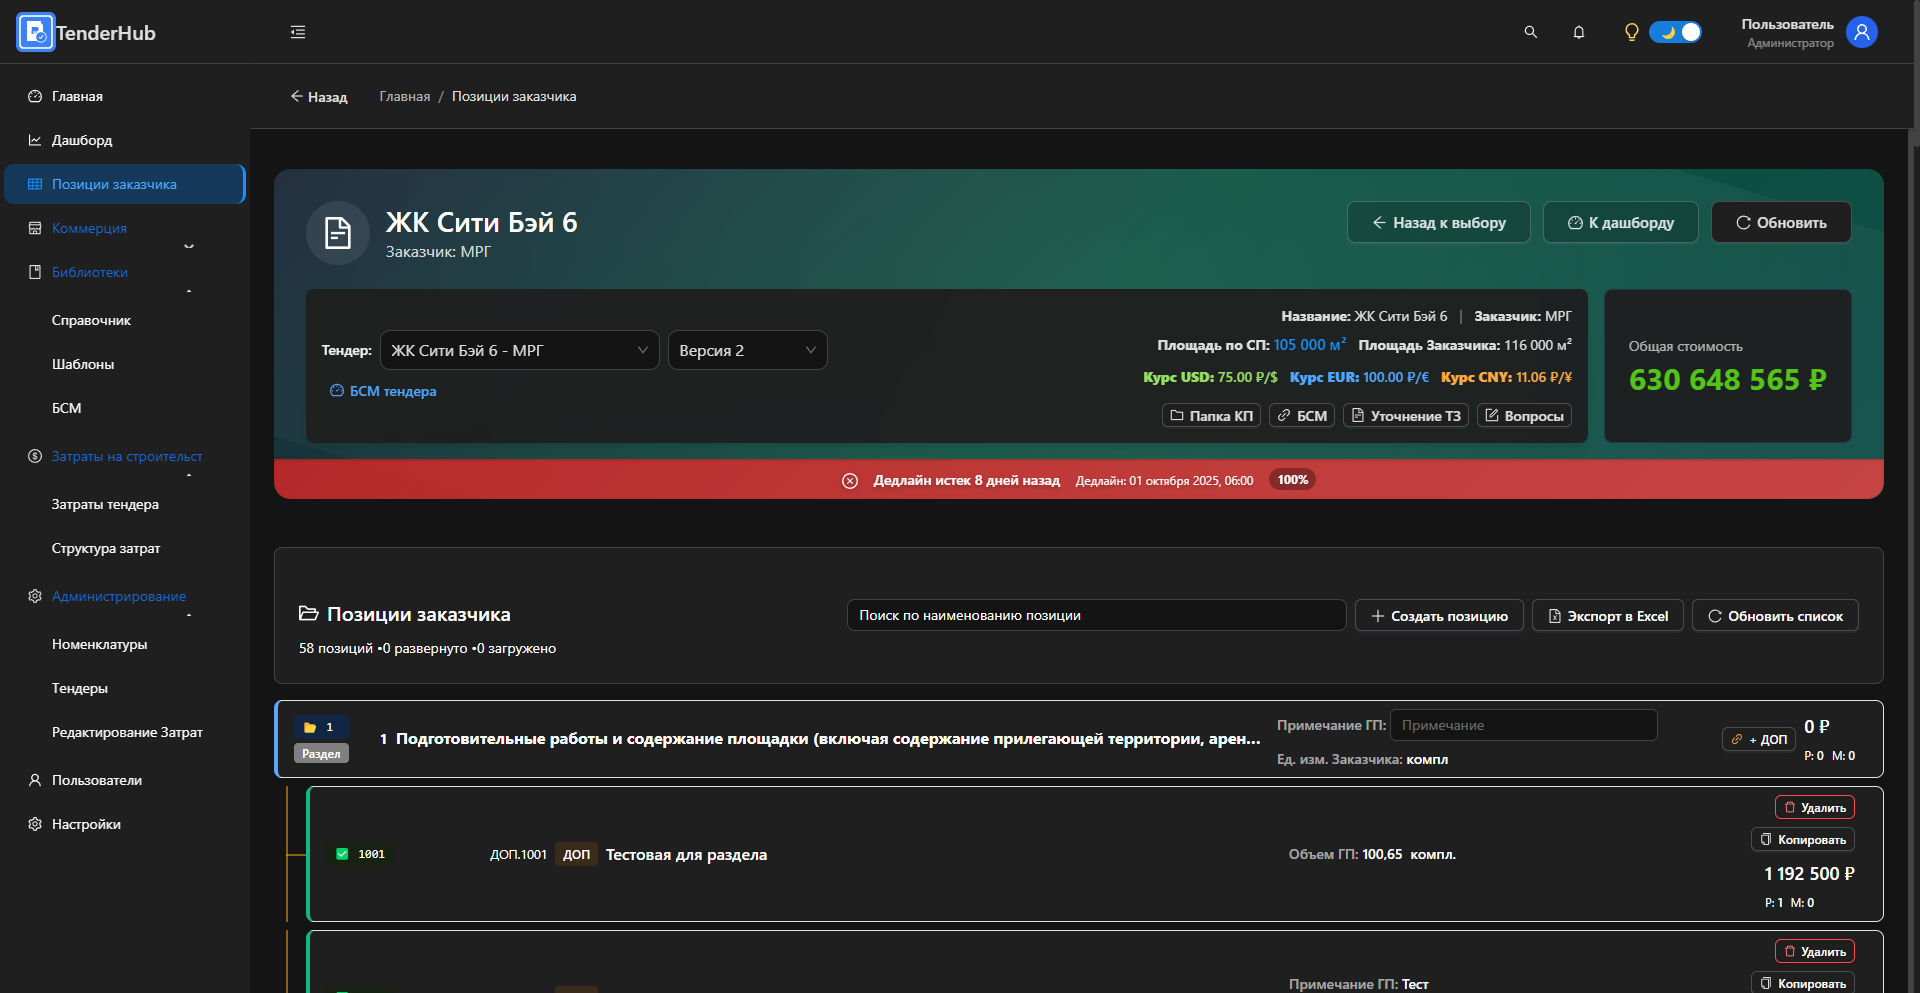 TenderHub
Пользователь
Администратор
Главная
Дашборд
Позиции заказчика
Коммерция
Библиотеки
Справочник
Шаблоны
БСМ
Затраты на строительст
Затраты тендера
Структура затрат
Администрирование
Номенклатуры
Тендеры
Редактирование Затрат
Пользователи
Настройки
Назад
Главная / Позиции заказчика
ЖК Сити Бэй 6
Заказчик: МРГ
Назад к выбору
К дашборду
Обновить
Тендер: ЖК Сити Бэй 6 - МРГ
Версия 2
БСМ тендера
Название: ЖК Сити Бэй 6 | Заказчик: МРГ
Площадь по СП: 105 000 м² Площадь Заказчика: 116 000 м²
Курс USD: 75.00 ₽/$ Курс EUR: 100.00 ₽/€ Курс CNY: 11.06 ₽/¥
Папка КП
БСМ
Уточнение ТЗ
Вопросы
Общая стоимость
630 648 565 ₽
Дедлайн истек 8 дней назад Дедлайн: 01 октября 2025, 06:00 100%
Позиции заказчика
58 позиций •0 развернуто •0 загружено
Поиск по наименованию позиции
Создать позицию
Экспорт в Excel
Обновить список
1
Раздел
1 Подготовительные работы и содержание площадки (включая содержание прилегающей территории, арен...
Примечание ГП: Примечание
Ед. изм. Заказчика: компл
+ ДОП
0 ₽
Р: 0 М: 0
1001
ДОП.1001 ДОП Тестовая для раздела
Объем ГП: 100,65 компл.
Удалить
Копировать
1 192 500 ₽
Р: 1 М: 0
Удалить
Примечание ГП: Тест
Копировать